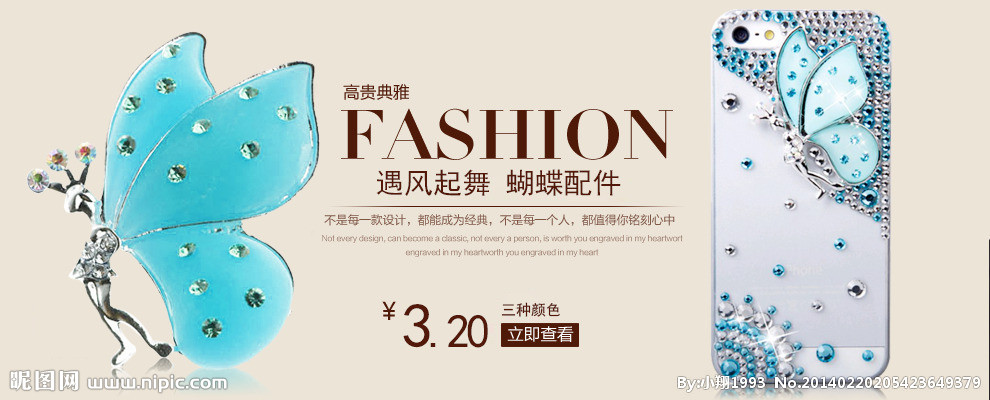 高贵典雅
FASHION
遇风起舞 蝴蝶配件
不是每一款设计，都能成为经典，不是每一个人，都值得你铭刻心中
Not every design, can become a classic, not every a person, is worth you engraved in my heartwort
engraved in my heartworth you engraved in my heart
¥3.20
三种颜色
立即查看
昵图网 www.nipic.com
By:小翔1993 No.20140220205423649379